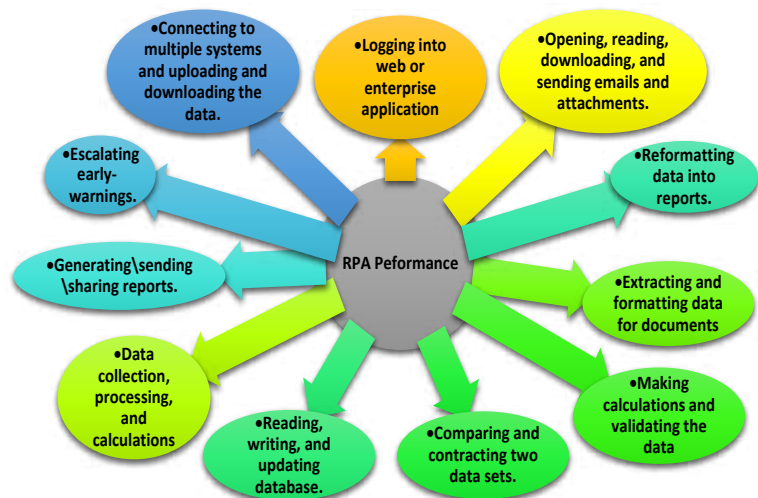 •Connecting to
multiple systems
and uploading and
downloading the
data.
•Logging into
web or
enterprise
application
•Opening, reading,
downloading, and
sending emails and
attachments.
•Escalating
early-
warnings.
•Reformatting
data into
reports.
RPA Peformance
•Generating\sending
\sharing reports.
•Extracting and
formatting data
for documents
•Data
collection,
processing,
and
calculations
•Making
calculations and
validating the
data
•Reading,
writing, and
updating
database.
•Comparing and
contracting two
data sets.